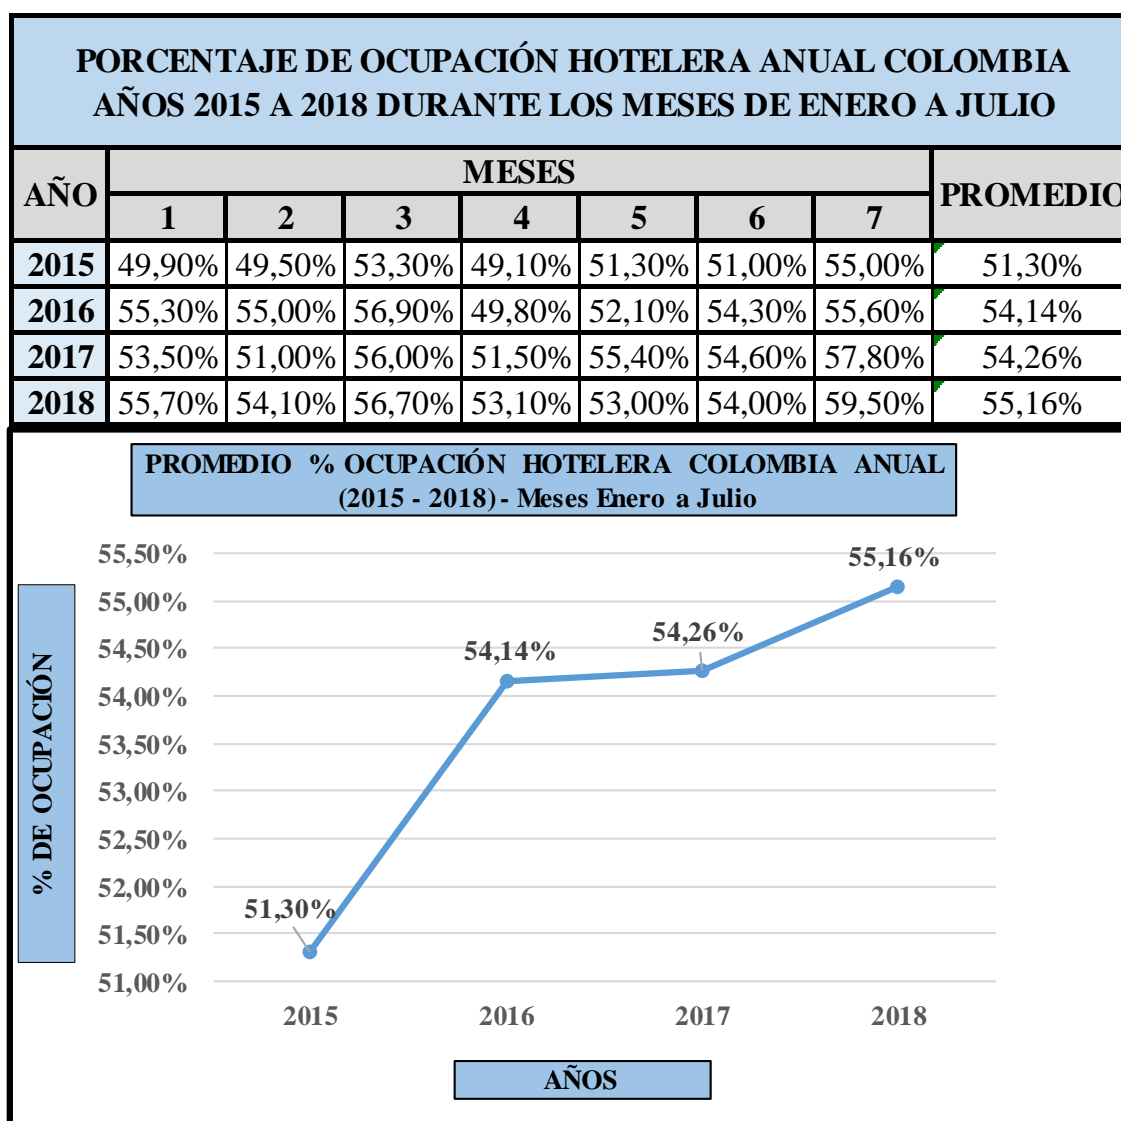 PORCENTAJE DE OCUPACIÓN HOTELERA ANUAL COLOMBIA
AÑOS 2015 A 2018 DURANTE LOS MESES DE ENERO A JULIO
AÑO MESES PROMEDIO
1 2 3 4 5 6 7
2015 49,90% 49,50% 53,30% 49,10% 51,30% 51,00% 55,00% 51,30%
2016 55,30% 55,00% 56,90% 49,80% 52,10% 54,30% 55,60% 54,14%
2017 53,50% 51,00% 56,00% 51,50% 55,40% 54,60% 57,80% 54,26%
2018 55,70% 54,10% 56,70% 53,10% 53,00% 54,00% 59,50% 55,16%
PROMEDIO % OCUPACIÓN HOTELERA COLOMBIA ANUAL
(2015 - 2018) - Meses Enero a Julio
% DE OCUPACIÓN
55,50%
55,00%
54,50%
54,00%
53,50%
53,00%
52,50%
52,00%
51,50%
51,00%
51,30%
54,14%
54,26%
55,16%
2015 2016 2017 2018
AÑOS